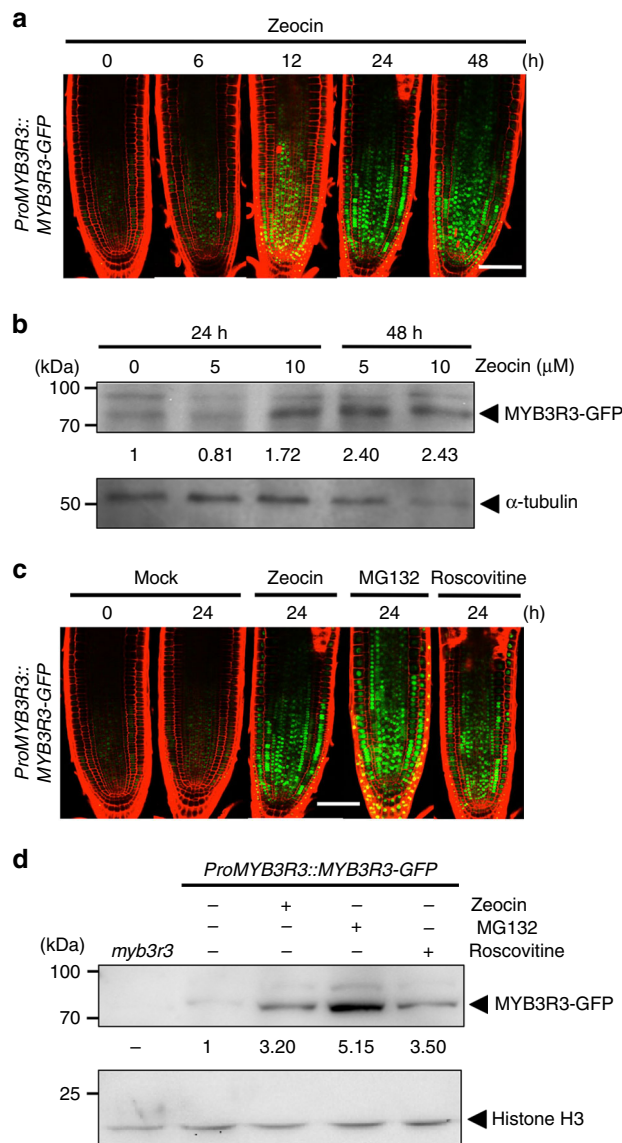 a
Zeocin
0 6 12 24 48 (h)
ProMYB3R3::
MYB3R3-GFP
b
24 h 48 h
(kDa) 0 5 10 5 10 Zeocin (μM)
100
70
MYB3R3-GFP
1 0.81 1.72 2.40 2.43
50
α-tubulin
c
Mock Zeocin MG132 Roscovitine
0 24 24 24 24 (h)
ProMYB3R3::
MYB3R3-GFP
d
ProMYB3R3::MYB3R3-GFP
– + – – Zeocin
– – + – MG132
(kDa) myb3r3 – – – + Roscovitine
100
70
MYB3R3-GFP
– 1 3.20 5.15 3.50
25
Histone H3